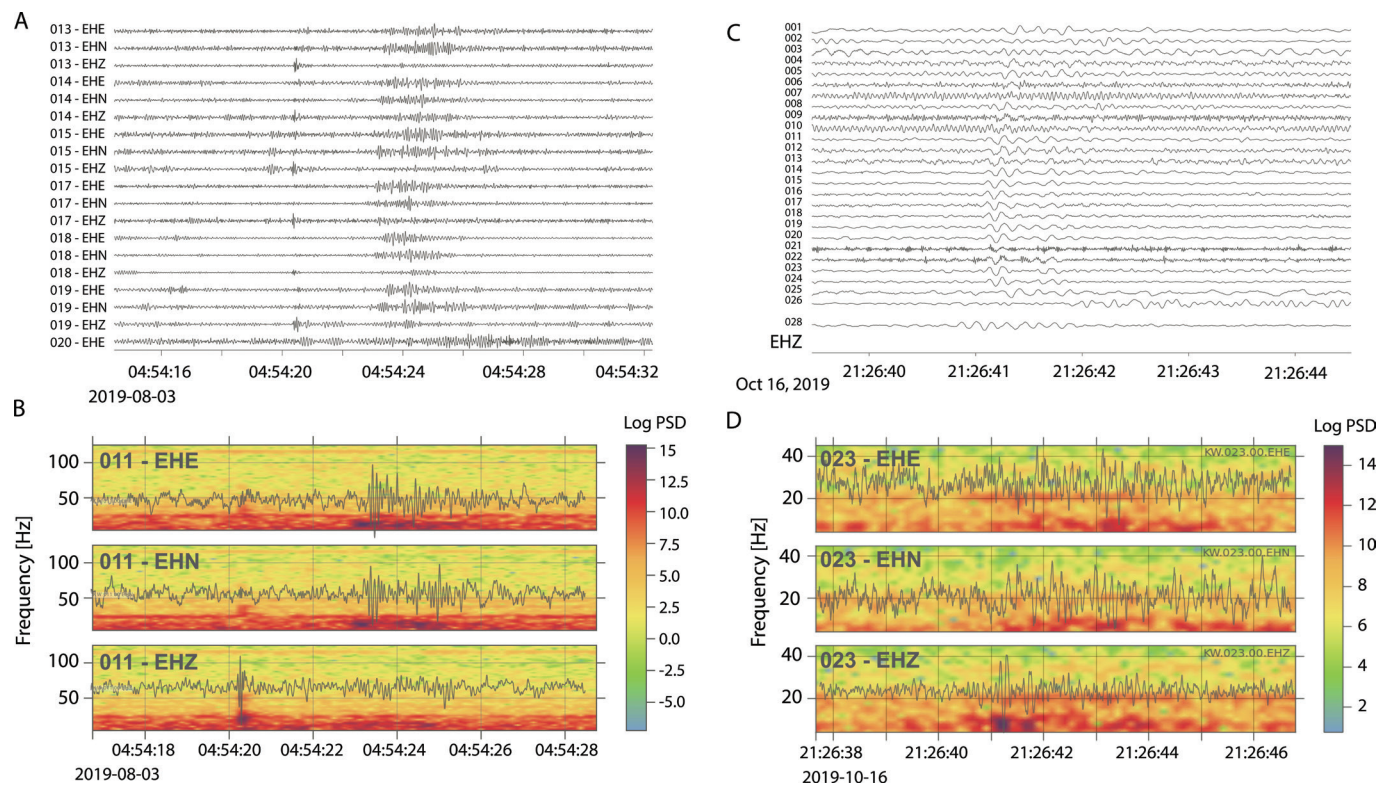 A
013 - EHE
013 - EHN
013 - EHZ
014 - EHE
014 - EHN
014 - EHZ
015 - EHE
015 - EHN
015 - EHZ
017 - EHE
017 - EHN
017 - EHZ
018 - EHE
018 - EHN
018 - EHZ
019 - EHE
019 - EHN
019 - EHZ
020 - EHE
04:54:16 04:54:20 04:54:24 04:54:28 04:54:32
2019-08-03
C
001
002
003
004
005
006
007
008
009
010
011
012
013
014
015
016
017
018
019
020
021
022
023
024
025
026
028
EHZ
21:26:40 21:26:41 21:26:42 21:26:43 21:26:44
Oct 16, 2019
B
Log PSD
Frequency [Hz]
100
50
011 - EHE
100
50
011 - EHN
100
50
011 - EHZ
15
12.5
10.0
7.5
5.0
2.5
0.0
-2.5
-5.0
04:54:18 04:54:20 04:54:22 04:54:24 04:54:26 04:54:28
2019-08-03
D
Log PSD
Frequency [Hz]
40
20
023 - EHE
KW.023.00.EHE
40
20
023 - EHN
KW.023.00.EHN
40
20
023 - EHZ
KW.023.00.EHZ
14
12
10
8
6
4
2
21:26:38 21:26:40 21:26:42 21:26:44 21:26:46
2019-10-16